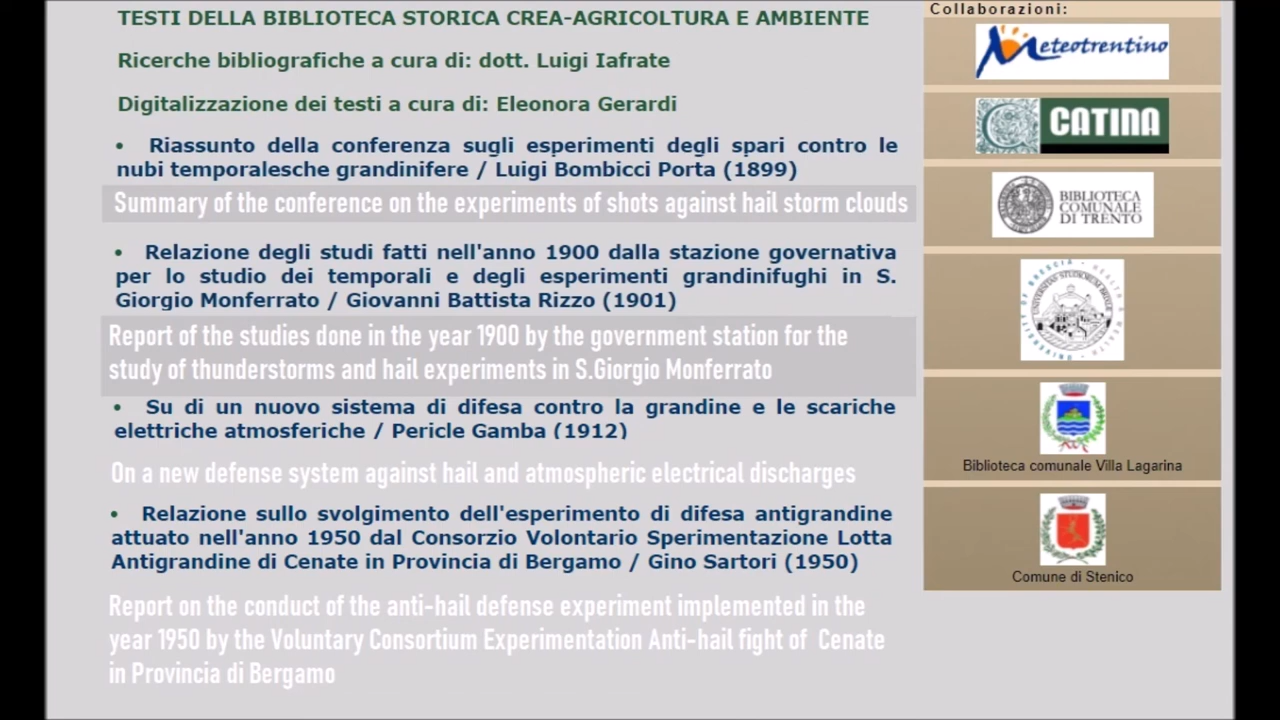 TESTI DELLA BIBLIOTECA STORICA CREA-AGRICOLTURA E AMBIENTE
Ricerche bibliografiche a cura di: dott. Luigi Iafrate
Digitalizzazione dei testi a cura di: Eleonora Gerardi
• Riassunto della conferenza sugli esperimenti degli spari contro le
nubi temporalesche grandinifere / Luigi Bombicci Porta (1899)
Summary of the conference on the experiments of shots against hail storm clouds
• Relazione degli studi fatti nell'anno 1900 dalla stazione governativa
per lo studio dei temporali e degli esperimenti grandinifughi in S.
Giorgio Monferrato / Giovanni Battista Rizzo (1901)
Report of the studies done in the year 1900 by the government station for the
study of thunderstorms and hail experiments in S.Giorgio Monferrato
• Su di un nuovo sistema di difesa contro la grandine e le scariche
elettriche atmosferiche / Pericle Gamba (1912)
On a new defense system against hail and atmospheric electrical discharges
• Relazione sullo svolgimento dell'esperimento di difesa antigrandine
attuato nell'anno 1950 dal Consorzio Volontario Sperimentazione Lotta
Antigrandine di Cenate in Provincia di Bergamo / Gino Sartori (1950)
Report on the conduct of the anti-hail defense experiment implemented in the
year 1950 by the Voluntary Consortium Experimentation Anti-hail fight of Cenate
in Provincia di Bergamo
Collaborazioni:
Meteotrentino
CATINA
BIBLIOTECA
COMUNALE
DI TRENTO
Biblioteca comunale Villa Lagarina
Comune di Stenico